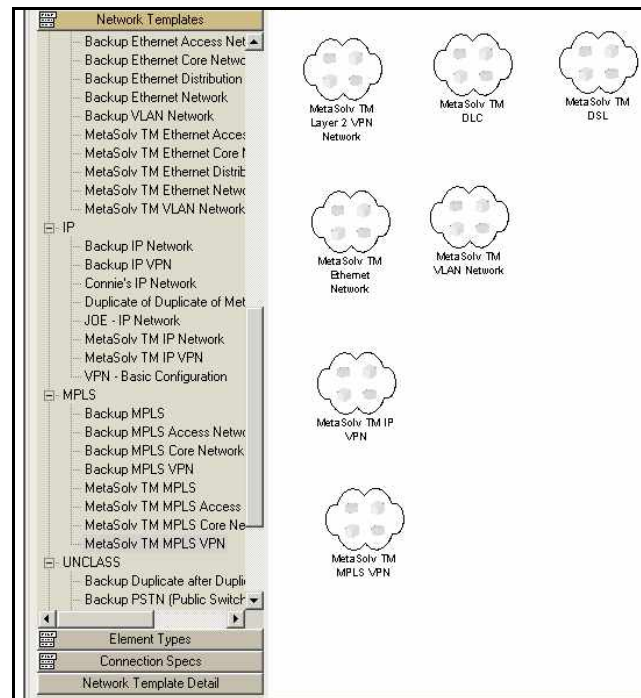 Network Templates
Backup Ethernet Access Net
Backup Ethernet Core Netwo
Backup Ethernet Distribution
Backup Ethernet Network
Backup VLAN Network
MetaSolv TM Ethernet Acces
MetaSolv TM Ethernet Core N
MetaSolv TM Ethernet Distrib
MetaSolv TM Ethernet Netwo
MetaSolv TM VLAN Network
IP
Backup IP Network
Backup IP VPN
Connie's IP Network
Duplicate of Duplicate of Met
JOE - IP Network
MetaSolv TM IP Network
MetaSolv TM IP VPN
VPN - Basic Configuration
MPLS
Backup MPLS
Backup MPLS Access Netwo
Backup MPLS Core Network
Backup MPLS VPN
MetaSolv TM MPLS
MetaSolv TM MPLS Access
MetaSolv TM MPLS Core Ne
MetaSolv TM MPLS VPN
UNCLASS
Backup Duplicate after Dupli
Backup PSTN (Public Switch
Element Types
Connection Specs
Network Template Detail
MetaSolv TM
Layer 2 VPN
Network
MetaSolv TM
DLC
MetaSolv TM
DSL
MetaSolv TM
Ethernet
Network
MetaSolv TM
VLAN Network
MetaSolv TM IP
VPN
MetaSolv TM
MPLS VPN